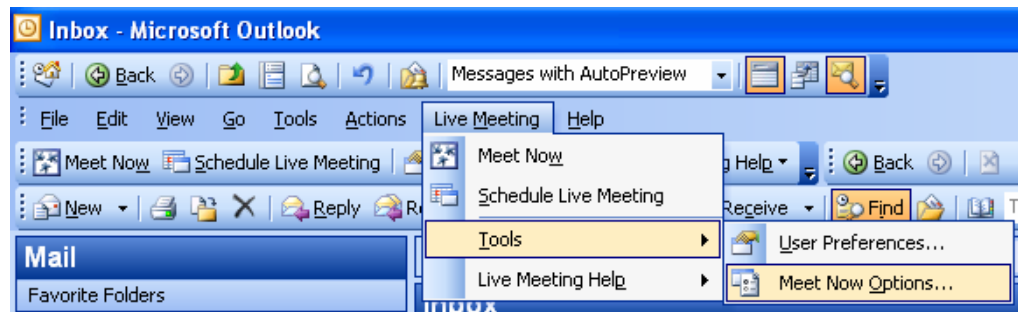 Inbox - Microsoft Outlook
Back Messages with AutoPreview
File Edit View Go Tools Actions Live Meeting Help
Meet Now Schedule Live Meeting Help Back
Meet Now
Schedule Live Meeting
New Reply Receive Find
Tools
User Preferences...
Mail
Live Meeting Help
Meet Now Options...
Favorite Folders
Inbox